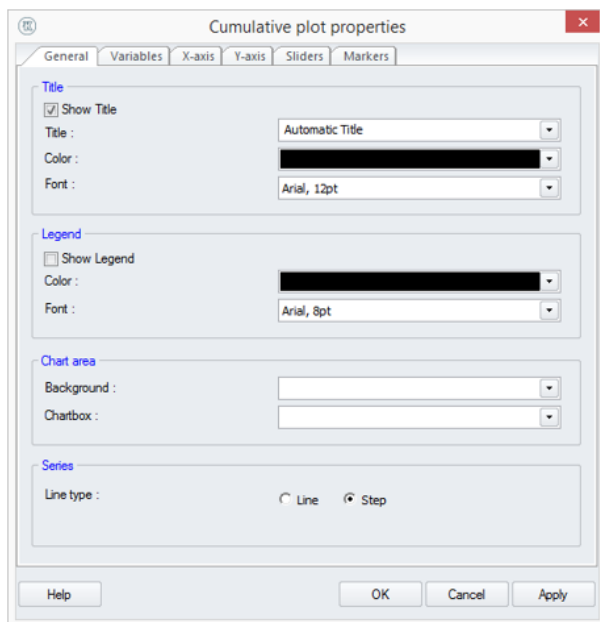 Cumulative plot properties
General Variables X-axis Y-axis Sliders Markers
Title
Show Title
Title : Automatic Title
Color :
Font : Arial, 12pt
Legend
Show Legend
Color :
Font : Arial, 8pt
Chart area
Background :
Chartbox :
Series
Line type : Line Step
Help OK Cancel Apply